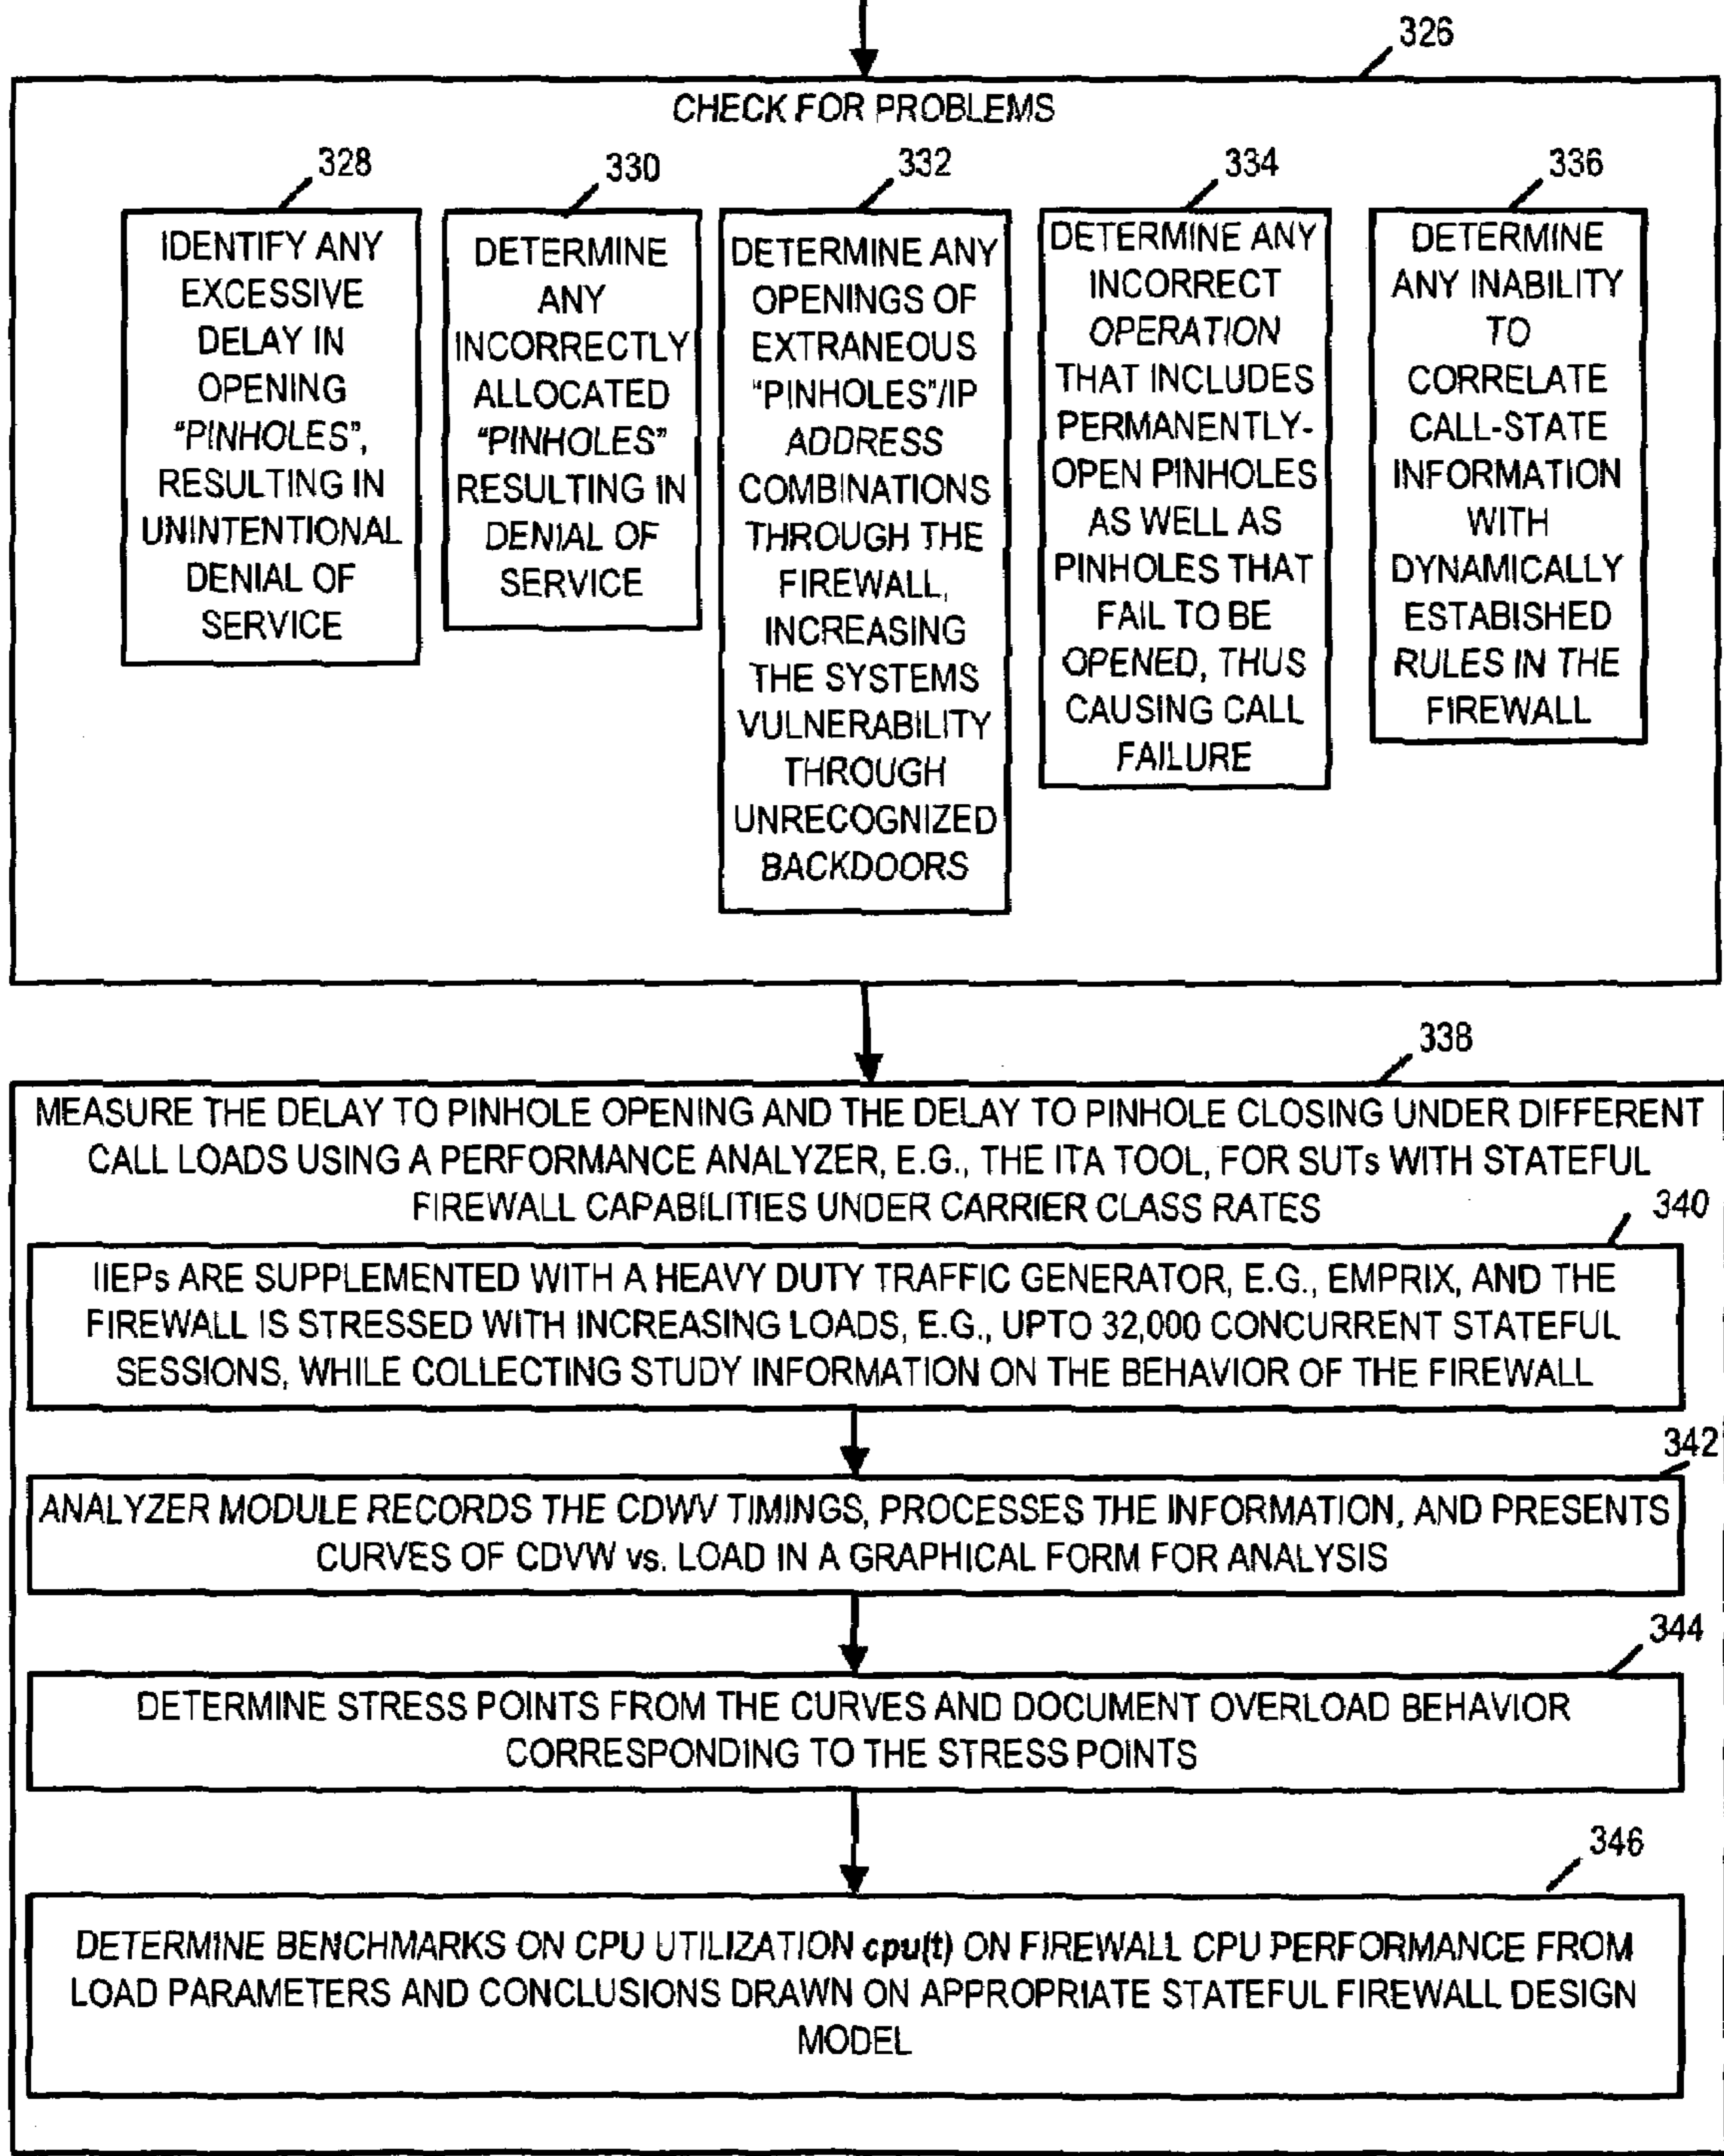 326
CHECK FOR PROBLEMS
328
IDENTIFY ANY
EXCESSIVE
DELAY IN
OPENING
"PINHOLES",
RESULTING IN
UNINTENTIONAL
DENIAL OF
SERVICE
330
DETERMINE
ANY
INCORRECTLY
ALLOCATED
"PINHOLES"
RESULTING IN
DENIAL OF
SERVICE
332
DETERMINE ANY
OPENINGS OF
EXTRANEOUS
"PINHOLES"/IP
ADDRESS
COMBINATIONS
THROUGH THE
FIREWALL,
INCREASING
THE SYSTEMS
VULNERABILITY
THROUGH
UNRECOGNIZED
BACKDOORS
334
DETERMINE ANY
INCORRECT
OPERATION
THAT INCLUDES
PERMANENTLY-
OPEN PINHOLES
AS WELL AS
PINHOLES THAT
FAIL TO BE
OPENED, THUS
CAUSING CALL
FAILURE
336
DETERMINE
ANY INABILITY
TO
CORRELATE
CALL-STATE
INFORMATION
WITH
DYNAMICALLY
ESTABISHED
RULES IN THE
FIREWALL
338
MEASURE THE DELAY TO PINHOLE OPENING AND THE DELAY TO PINHOLE CLOSING UNDER DIFFERENT
CALL LOADS USING A PERFORMANCE ANALYZER, E.G., THE ITA TOOL, FOR SUTs WITH STATEFUL
FIREWALL CAPABILITIES UNDER CARRIER CLASS RATES
340
IIEPs ARE SUPPLEMENTED WITH A HEAVY DUTY TRAFFIC GENERATOR, E.G., EMPRIX, AND THE
FIREWALL IS STRESSED WITH INCREASING LOADS, E.G., UPTO 32,000 CONCURRENT STATEFUL
SESSIONS, WHILE COLLECTING STUDY INFORMATION ON THE BEHAVIOR OF THE FIREWALL
342
ANALYZER MODULE RECORDS THE CDWV TIMINGS, PROCESSES THE INFORMATION, AND PRESENTS
CURVES OF CDVW vs. LOAD IN A GRAPHICAL FORM FOR ANALYSIS
344
DETERMINE STRESS POINTS FROM THE CURVES AND DOCUMENT OVERLOAD BEHAVIOR
CORRESPONDING TO THE STRESS POINTS
346
DETERMINE BENCHMARKS ON CPU UTILIZATION cpu(t) ON FIREWALL CPU PERFORMANCE FROM
LOAD PARAMETERS AND CONCLUSIONS DRAWN ON APPROPRIATE STATEFUL FIREWALL DESIGN
MODEL